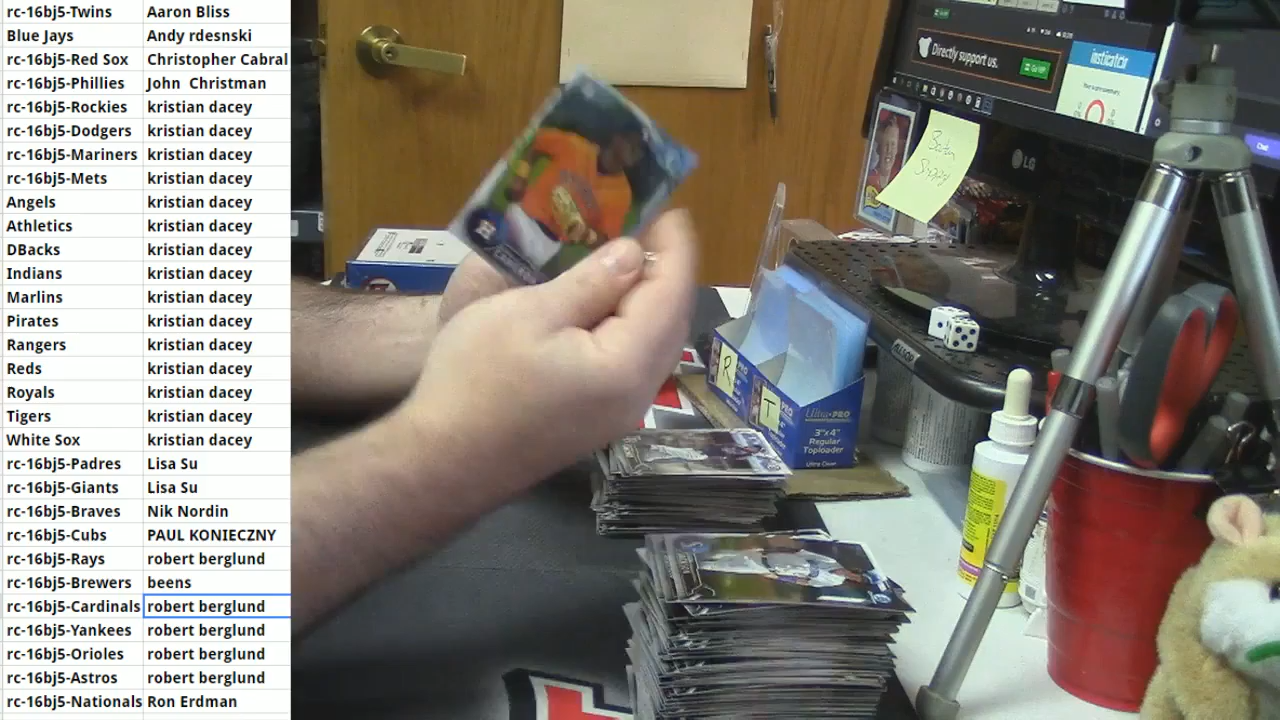 rc-16bj5-Twins Aaron Bliss
Blue Jays Andy rdesnski
rc-16bj5-Red Sox Christopher Cabral
rc-16bj5-Phillies John Christman
rc-16bj5-Rockies kristian dacey
rc-16bj5-Dodgers kristian dacey
rc-16bj5-Mariners kristian dacey
rc-16bj5-Mets kristian dacey
Angels kristian dacey
Athletics kristian dacey
DBacks kristian dacey
Indians kristian dacey
Marlins kristian dacey
Pirates kristian dacey
Rangers kristian dacey
Reds kristian dacey
Royals kristian dacey
Tigers kristian dacey
White Sox kristian dacey
rc-16bj5-Padres Lisa Su
rc-16bj5-Giants Lisa Su
rc-16bj5-Braves Nik Nordin
rc-16bj5-Cubs PAUL KONIECZNY
rc-16bj5-Rays robert berglund
rc-16bj5-Brewers beens
rc-16bj5-Cardinals robert berglund
rc-16bj5-Yankees robert berglund
rc-16bj5-Orioles robert berglund
rc-16bj5-Astros robert berglund
rc-16bj5-Nationals Ron Erdman
Directly support us.
insticator
LG
ALLSOP
R
T
Ultra·PRO
3"x4"
Regular
Toploader
Ultra Clear